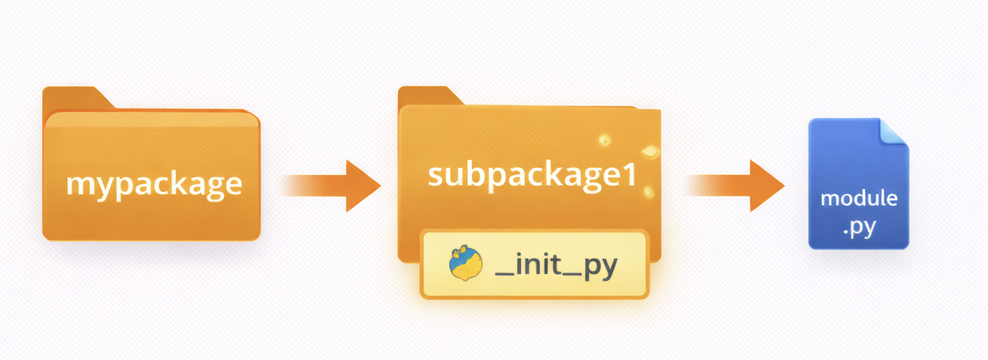 mypackage
subpackage1
_init_py
module
.py